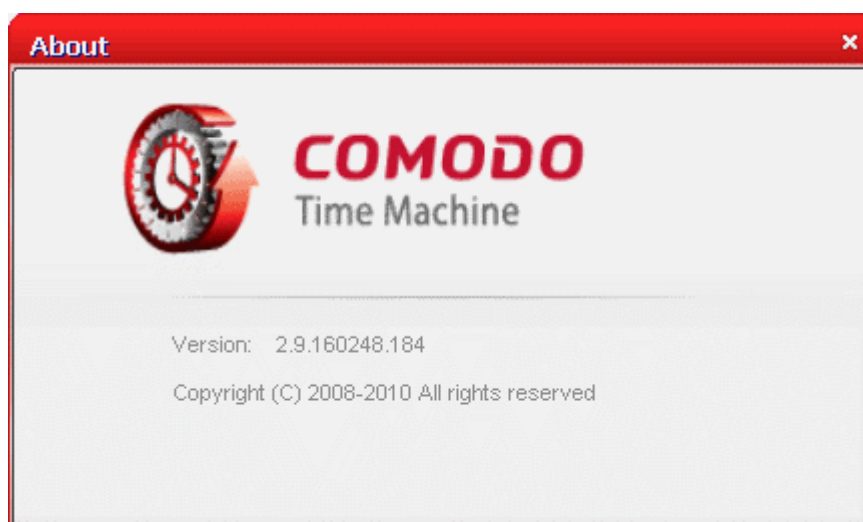 About
COMODO
Time Machine
Version: 2.9.160248.184
Copyright (C) 2008-2010 All rights reserved